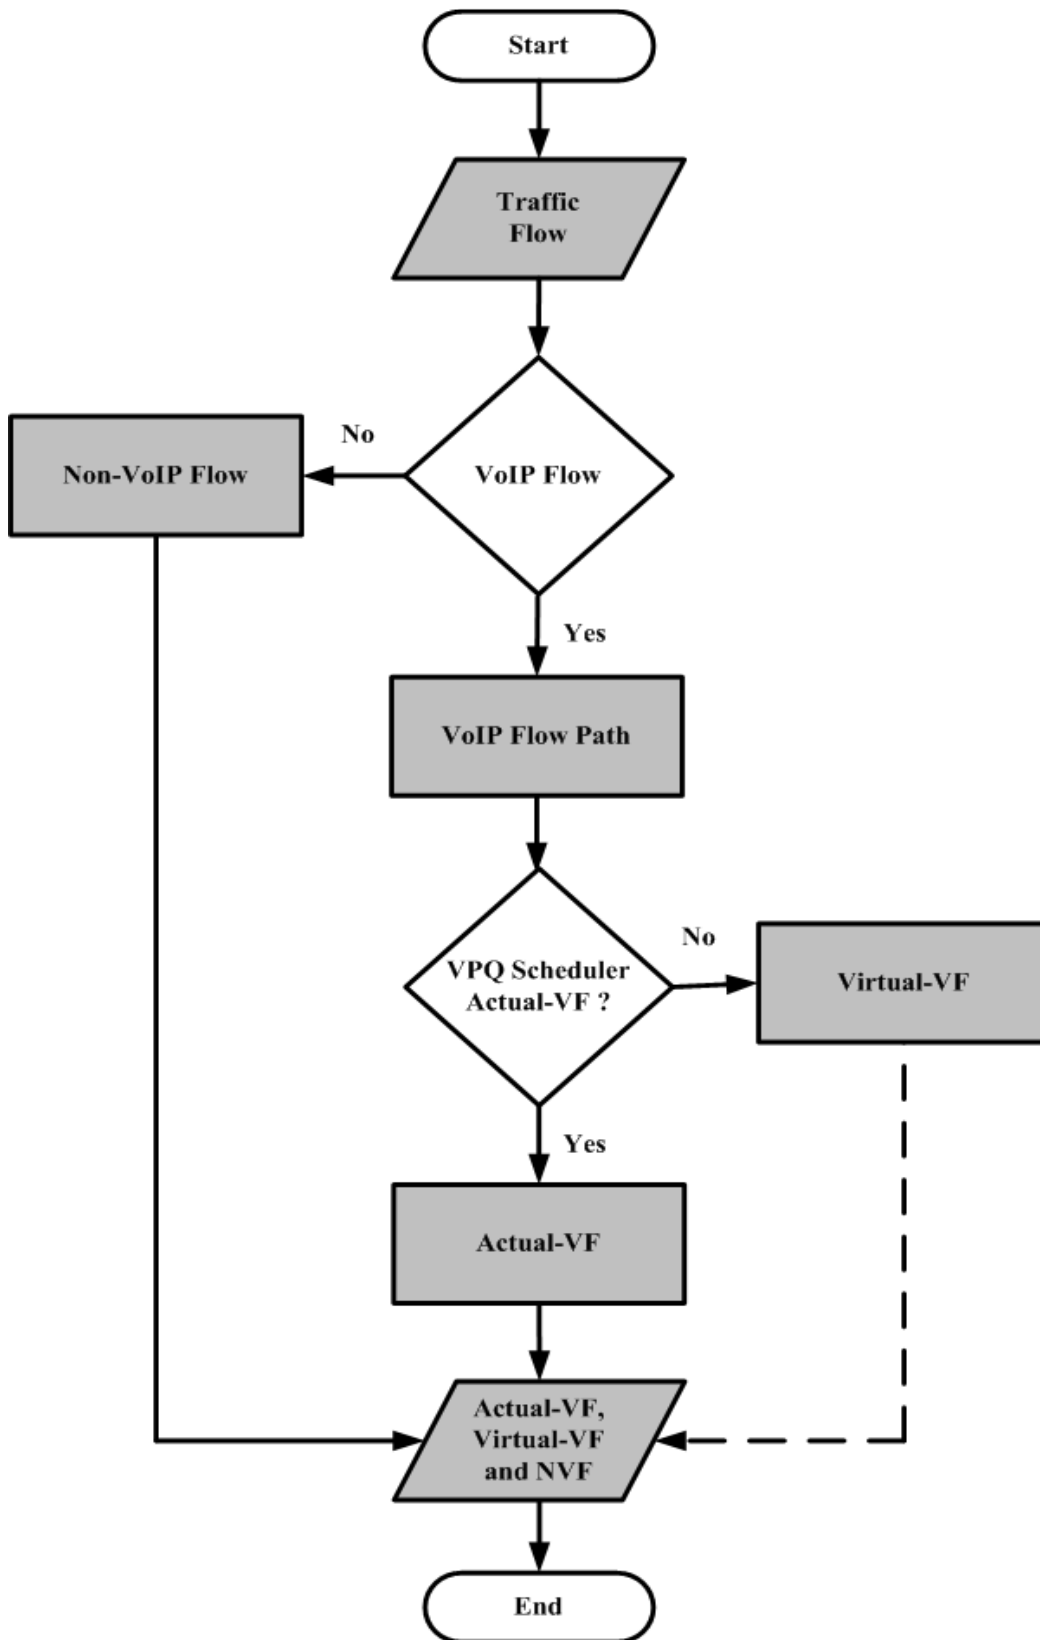 Start
Traffic
Flow
No
Non-VoIP Flow
VoIP Flow
Yes
VoIP Flow Path
No
VPQ Scheduler
Actual-VF ?
Virtual-VF
Yes
Actual-VF
Actual-VF,
Virtual-VF
and NVF
End